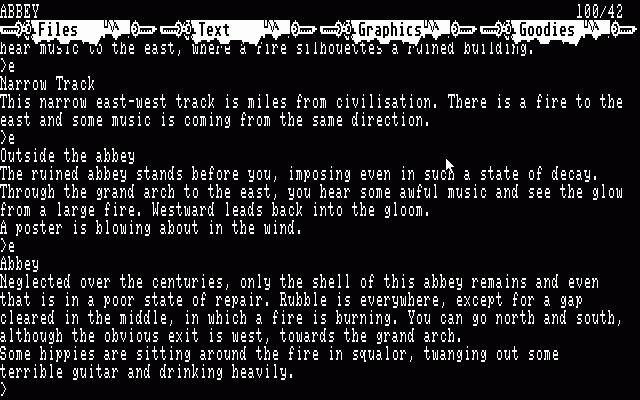 ABBEY 100/42
Files Text Graphics Goodies
hear music to the east, where a fire silhouettes a ruined building.
>e
Narrow Track
This narrow east-west track is miles from civilisation. There is a fire to the
east and some music is coming from the same direction.
>e
Outside the abbey
The ruined abbey stands before you, imposing even in such a state of decay.
Through the grand arch to the east, you hear some awful music and see the glow
from a large fire. Westward leads back into the gloom.
A poster is blowing about in the wind.
>e
Abbey
Neglected over the centuries, only the shell of this abbey remains and even
that is in a poor state of repair. Rubble is everywhere, except for a gap
cleared in the middle, in which a fire is burning. You can go north and south,
although the obvious exit is west, towards the grand arch.
Some hippies are sitting around the fire in squalor, twanging out some
terrible guitar and drinking heavily.
>